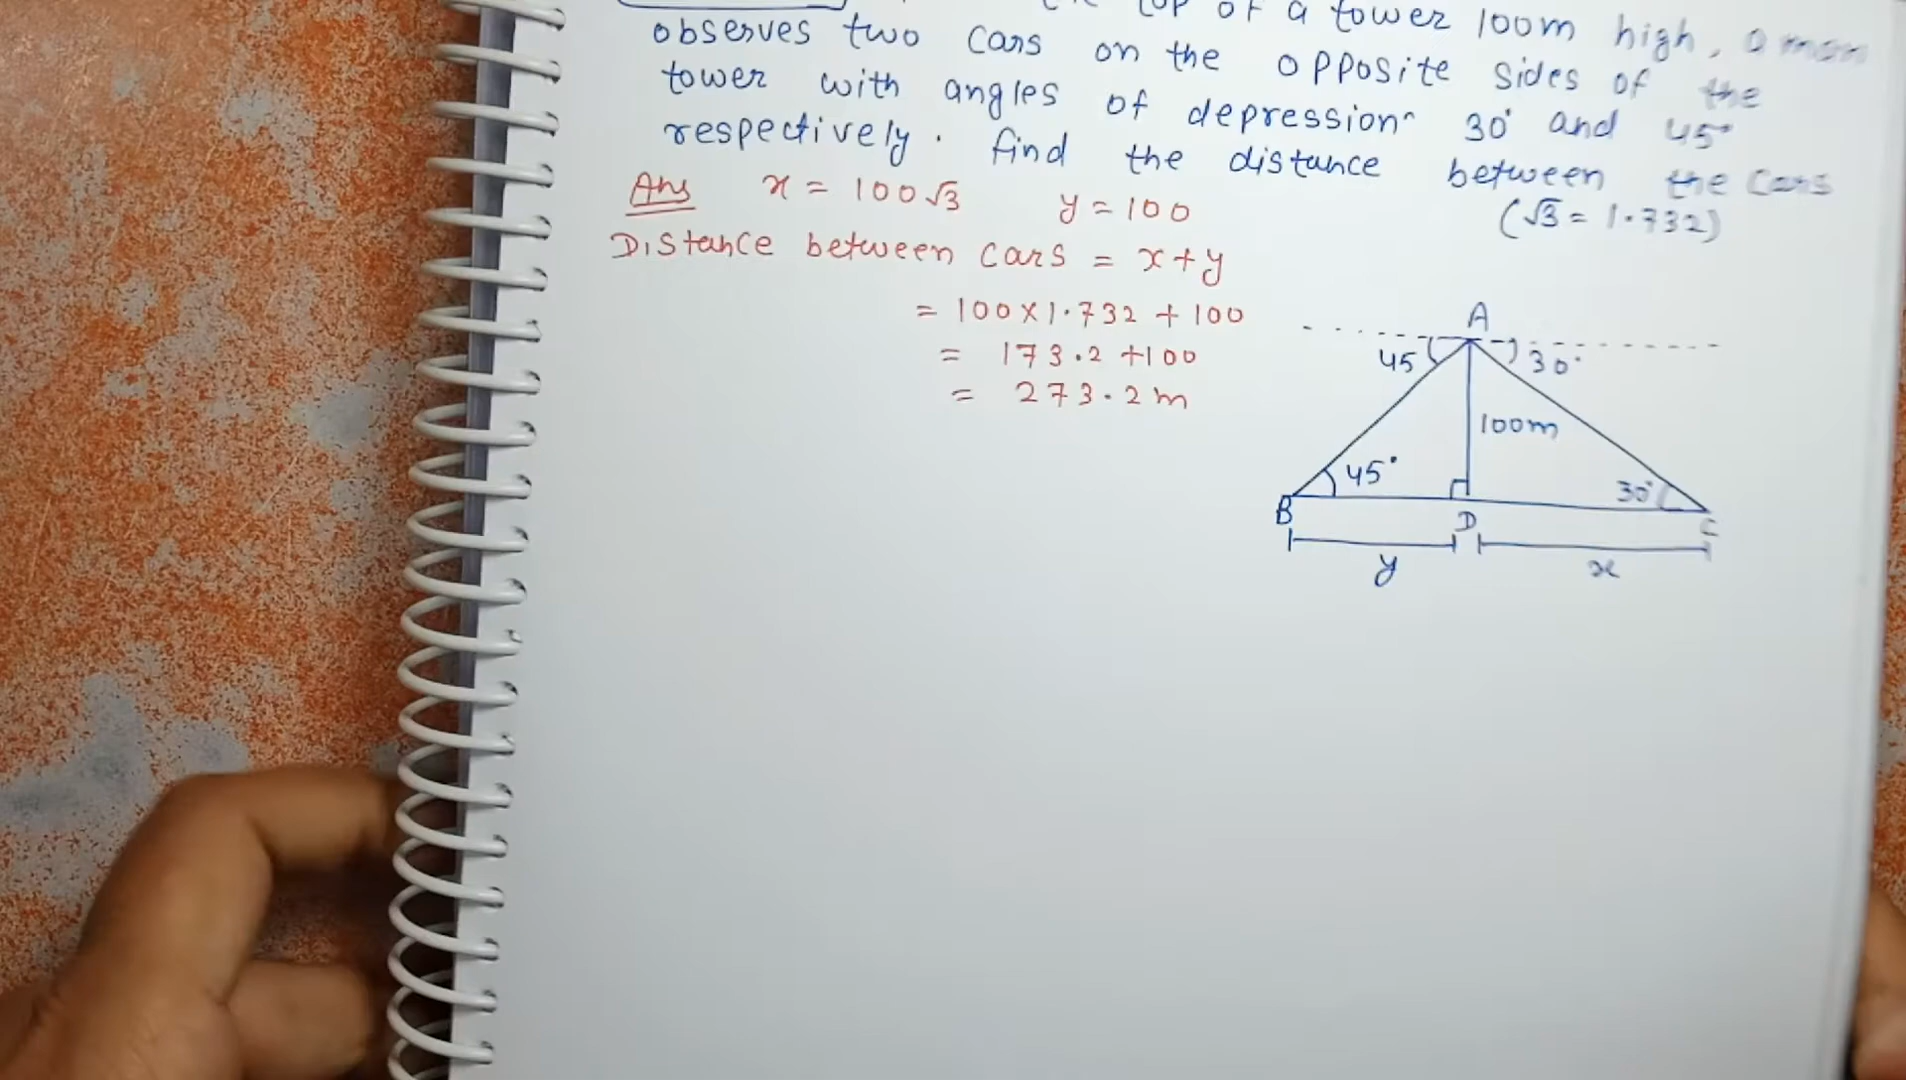 top of a tower 100m high, a man
observes two cars on the opposite sides of the
tower with angles of depression 30° and 45°
respectively. find the distance between the cars
(√3 = 1.732)
Ans x = 100√3 y = 100
Distance between cars = x+y
= 100×1.732 + 100
= 173.2 +100
= 273.2m
A
45 30°
100m
45° 30°
B D C
y x